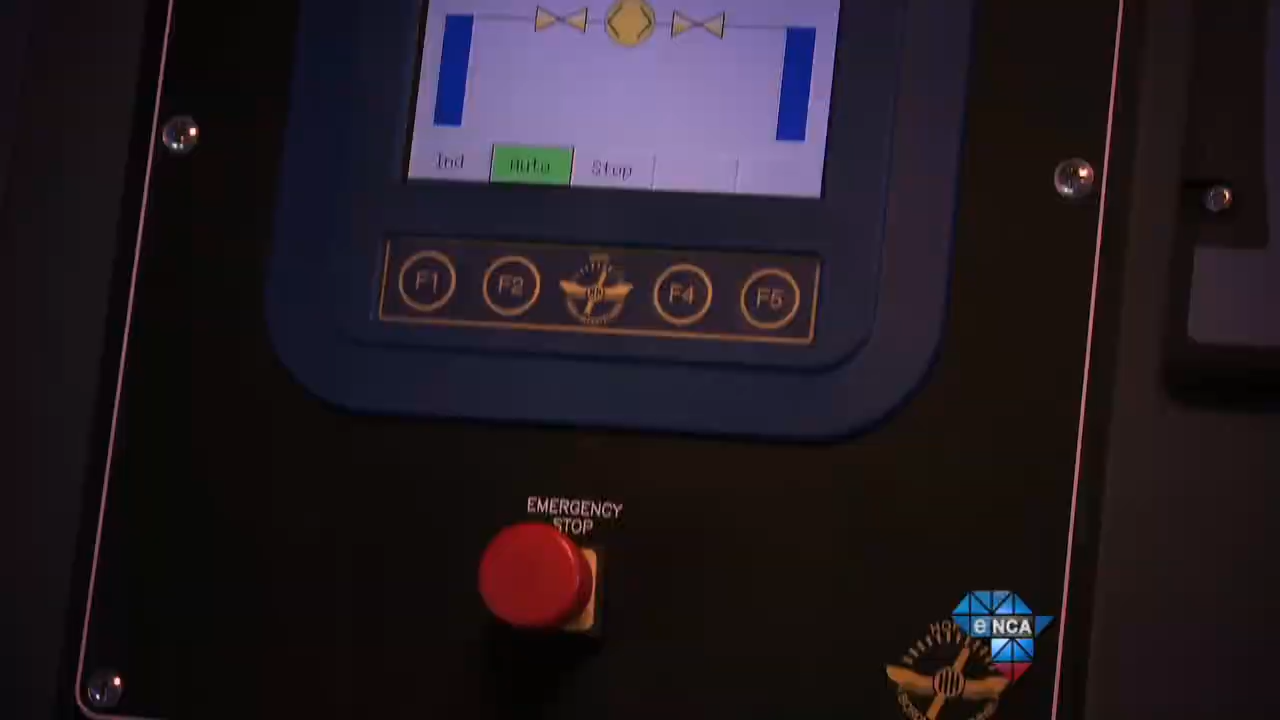 Ind Auto Stop
F1 F2 F4 F5
EMERGENCY
STOP
eNCA